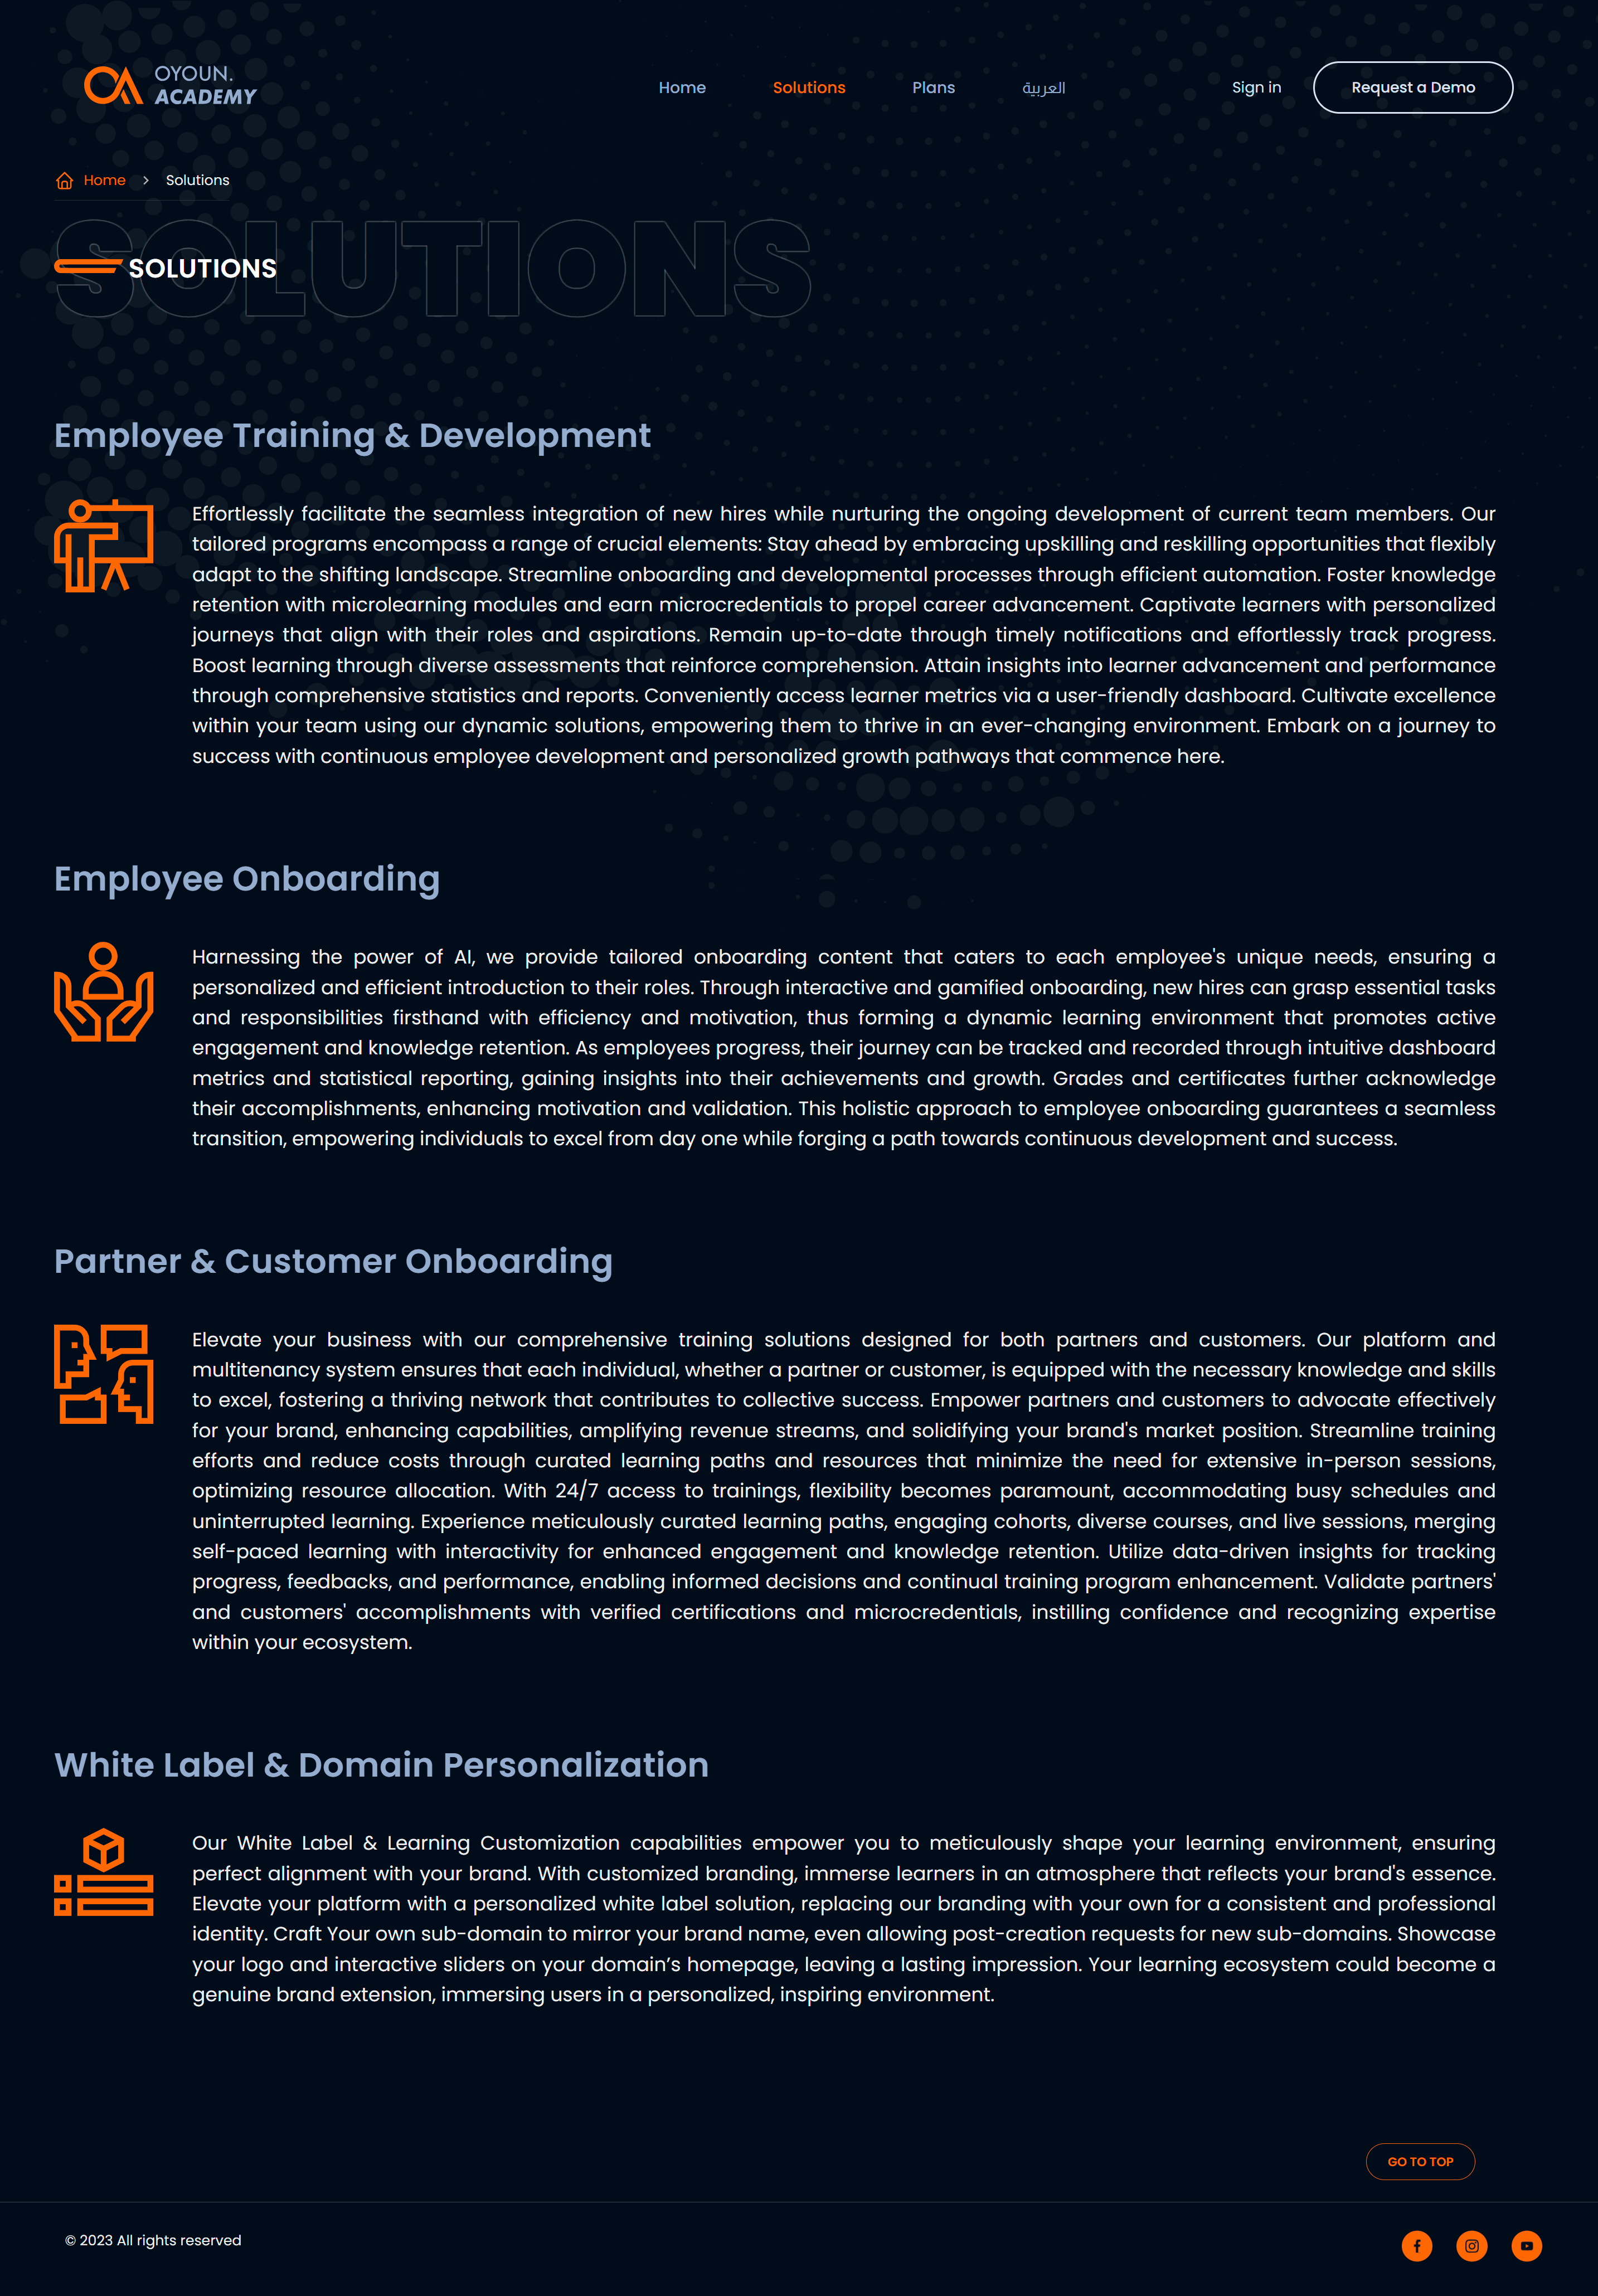 OYOUN.
ACADEMY
Home
Solutions
Plans
العربية
Sign in
Request a Demo
Home
Solutions
SOLUTIONS
SOLUTIONS
Employee Training & Development
Effortlessly facilitate the seamless integration of new hires while nurturing the ongoing development of current team members. Our
tailored programs encompass a range of crucial elements: Stay ahead by embracing upskilling and reskilling opportunities that flexibly
adapt to the shifting landscape. Streamline onboarding and developmental processes through efficient automation. Foster knowledge
retention with microlearning modules and earn microcredentials to propel career advancement. Captivate learners with personalized
journeys that align with their roles and aspirations. Remain up-to-date through timely notifications and effortlessly track progress.
Boost learning through diverse assessments that reinforce comprehension. Attain insights into learner advancement and performance
through comprehensive statistics and reports. Conveniently access learner metrics via a user-friendly dashboard. Cultivate excellence
within your team using our dynamic solutions, empowering them to thrive in an ever-changing environment. Embark on a journey to
success with continuous employee development and personalized growth pathways that commence here.
Employee Onboarding
Harnessing the power of AI, we provide tailored onboarding content that caters to each employee's unique needs, ensuring a
personalized and efficient introduction to their roles. Through interactive and gamified onboarding, new hires can grasp essential tasks
and responsibilities firsthand with efficiency and motivation, thus forming a dynamic learning environment that promotes active
engagement and knowledge retention. As employees progress, their journey can be tracked and recorded through intuitive dashboard
metrics and statistical reporting, gaining insights into their achievements and growth. Grades and certificates further acknowledge
their accomplishments, enhancing motivation and validation. This holistic approach to employee onboarding guarantees a seamless
transition, empowering individuals to excel from day one while forging a path towards continuous development and success.
Partner & Customer Onboarding
Elevate your business with our comprehensive training solutions designed for both partners and customers. Our platform and
multitenancy system ensures that each individual, whether a partner or customer, is equipped with the necessary knowledge and skills
to excel, fostering a thriving network that contributes to collective success. Empower partners and customers to advocate effectively
for your brand, enhancing capabilities, amplifying revenue streams, and solidifying your brand's market position. Streamline training
efforts and reduce costs through curated learning paths and resources that minimize the need for extensive in-person sessions,
optimizing resource allocation. With 24/7 access to trainings, flexibility becomes paramount, accommodating busy schedules and
uninterrupted learning. Experience meticulously curated learning paths, engaging cohorts, diverse courses, and live sessions, merging
self-paced learning with interactivity for enhanced engagement and knowledge retention. Utilize data-driven insights for tracking
progress, feedbacks, and performance, enabling informed decisions and continual training program enhancement. Validate partners'
and customers' accomplishments with verified certifications and microcredentials, instilling confidence and recognizing expertise
within your ecosystem.
White Label & Domain Personalization
Our White Label & Learning Customization capabilities empower you to meticulously shape your learning environment, ensuring
perfect alignment with your brand. With customized branding, immerse learners in an atmosphere that reflects your brand's essence.
Elevate your platform with a personalized white label solution, replacing our branding with your own for a consistent and professional
identity. Craft Your own sub-domain to mirror your brand name, even allowing post-creation requests for new sub-domains. Showcase
your logo and interactive sliders on your domain’s homepage, leaving a lasting impression. Your learning ecosystem could become a
genuine brand extension, immersing users in a personalized, inspiring environment.
GO TO TOP
© 2023 All rights reserved